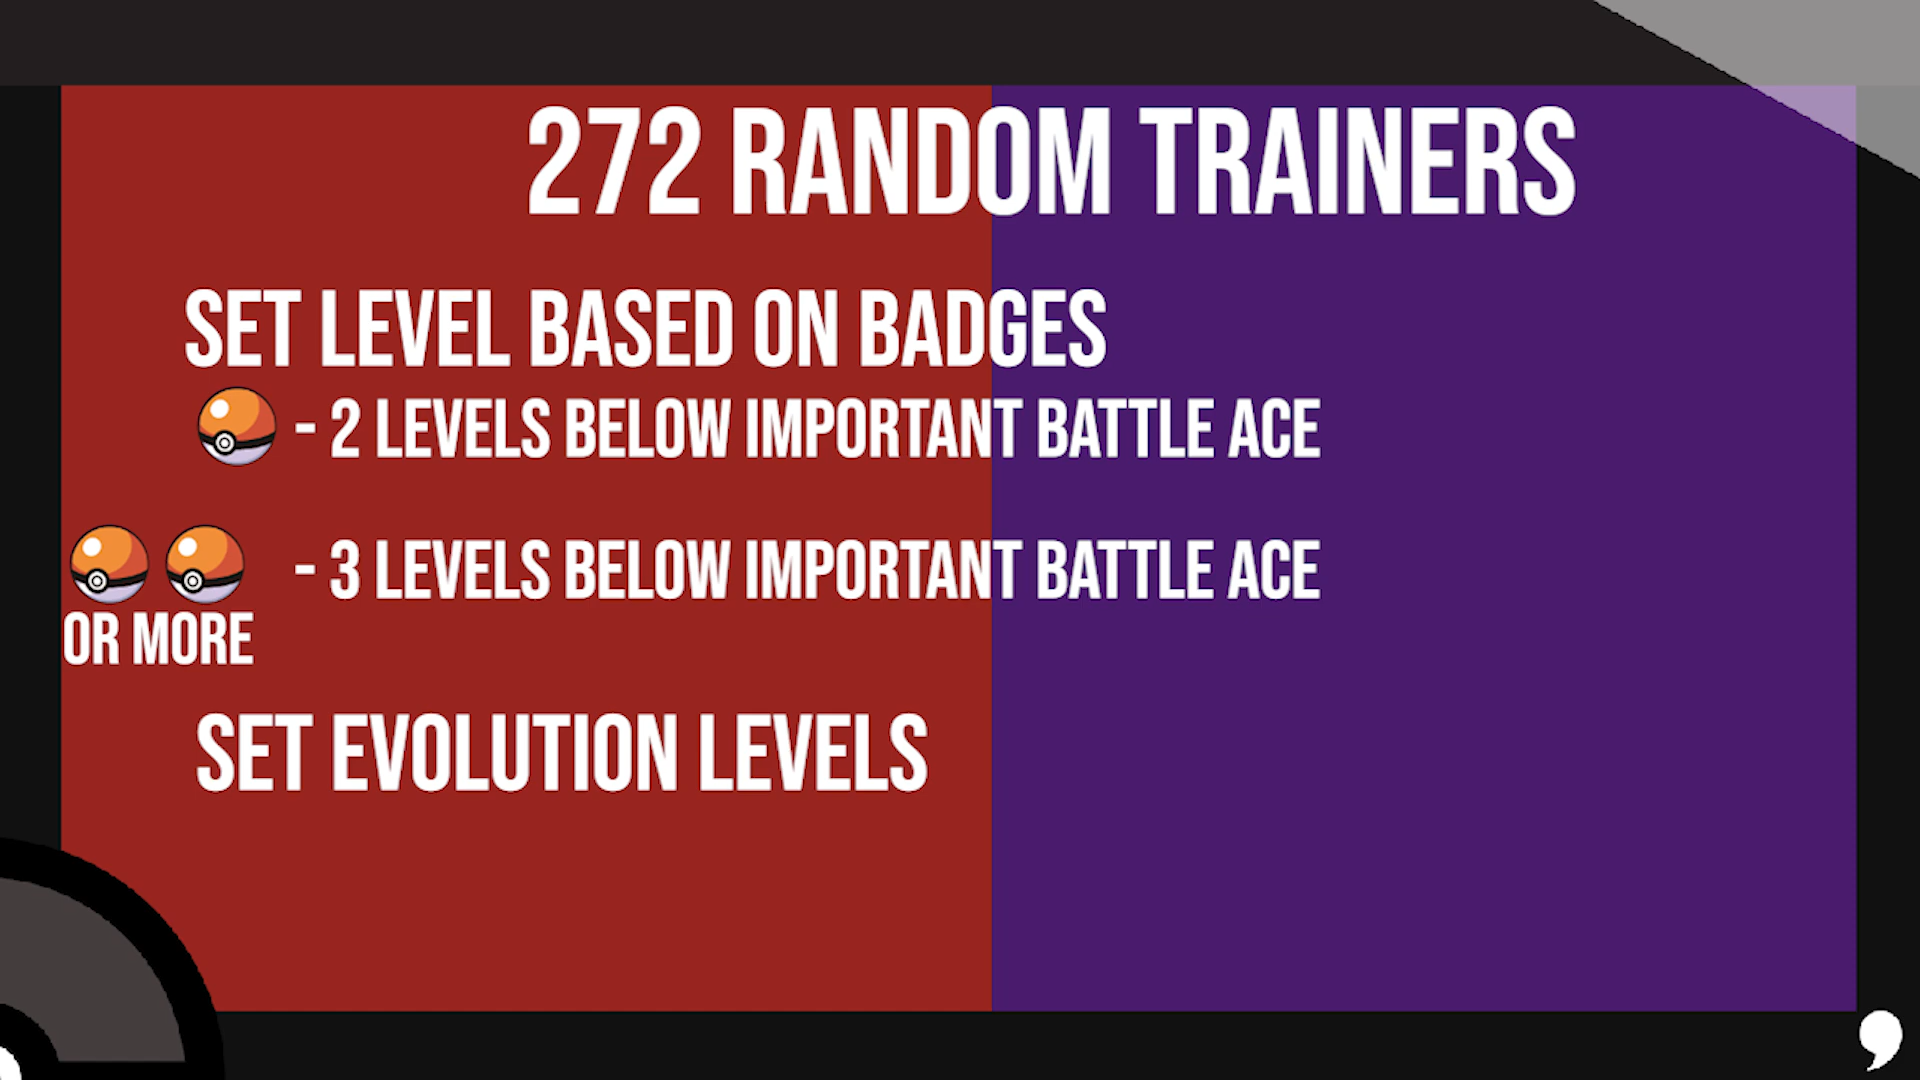 272 RANDOM TRAINERS
SET LEVEL BASED ON BADGES
- 2 LEVELS BELOW IMPORTANT BATTLE ACE
- 3 LEVELS BELOW IMPORTANT BATTLE ACE
OR MORE
SET EVOLUTION LEVELS